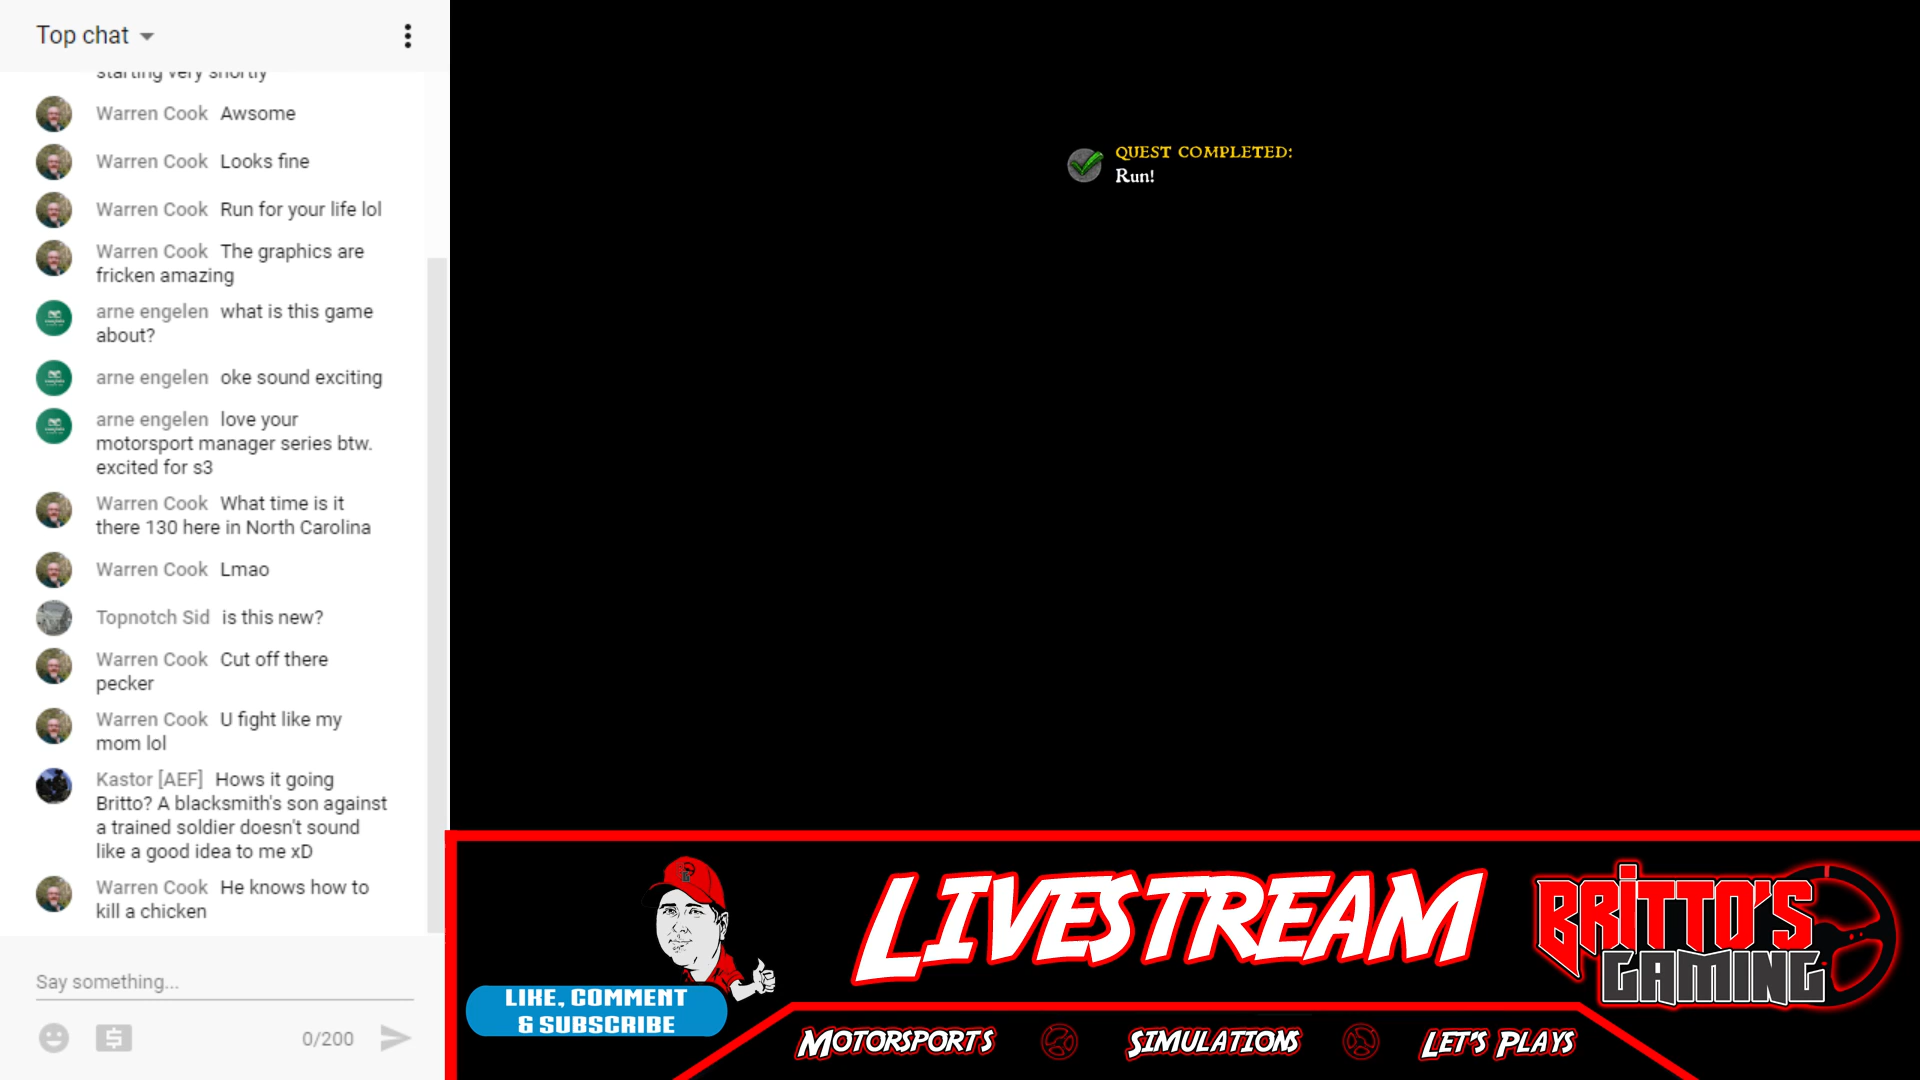 Top chat
starting very shortly
Warren Cook Awsome
Warren Cook Looks fine
Warren Cook Run for your life lol
Warren Cook The graphics are
fricken amazing
arne engelen what is this game
about?
arne engelen oke sound exciting
arne engelen love your
motorsport manager series btw.
excited for s3
Warren Cook What time is it
there 130 here in North Carolina
Warren Cook Lmao
Topnotch Sid is this new?
Warren Cook Cut off there
pecker
Warren Cook U fight like my
mom lol
Kastor [AEF] Hows it going
Britto? A blacksmith's son against
a trained soldier doesn't sound
like a good idea to me xD
Warren Cook He knows how to
kill a chicken
Say something...
0/200
QUEST COMPLETED:
Run!
LIKE, COMMENT
& SUBSCRIBE
LIVESTREAM
BRITTO'S
GAMING
MOTORSPORTS
SIMULATIONS
LET'S PLAYS